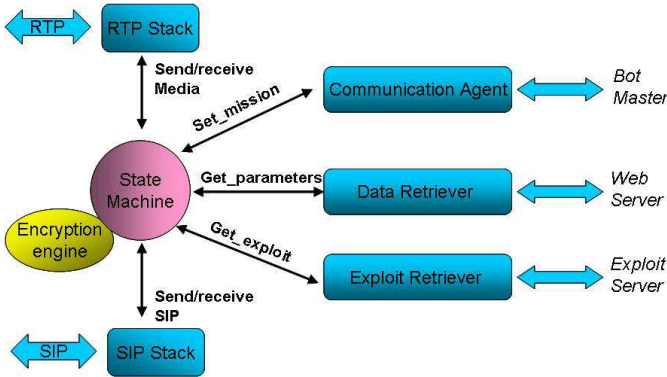 RTP
RTP Stack
Send/receive
Media
Set_mission
Communication Agent
Bot
Master
State
Machine
Get_parameters
Data Retriever
Web
Server
Encryption
engine
Get_exploit
Exploit Retriever
Exploit
Server
Send/receive
SIP
SIP
SIP Stack